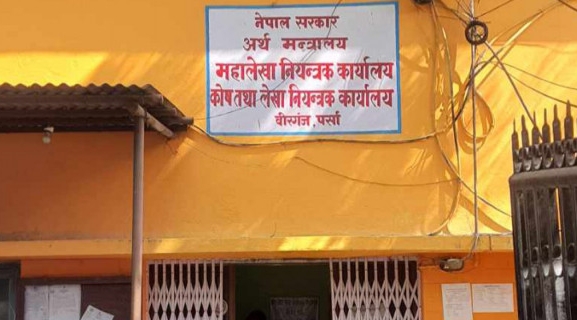 नेपाल सरकार
अर्थ मन्त्रालय
महालेखा नियन्त्रक कार्यालय
कोष तथा लेखा नियन्त्रक कार्यालय
वीरगंज, पर्सा